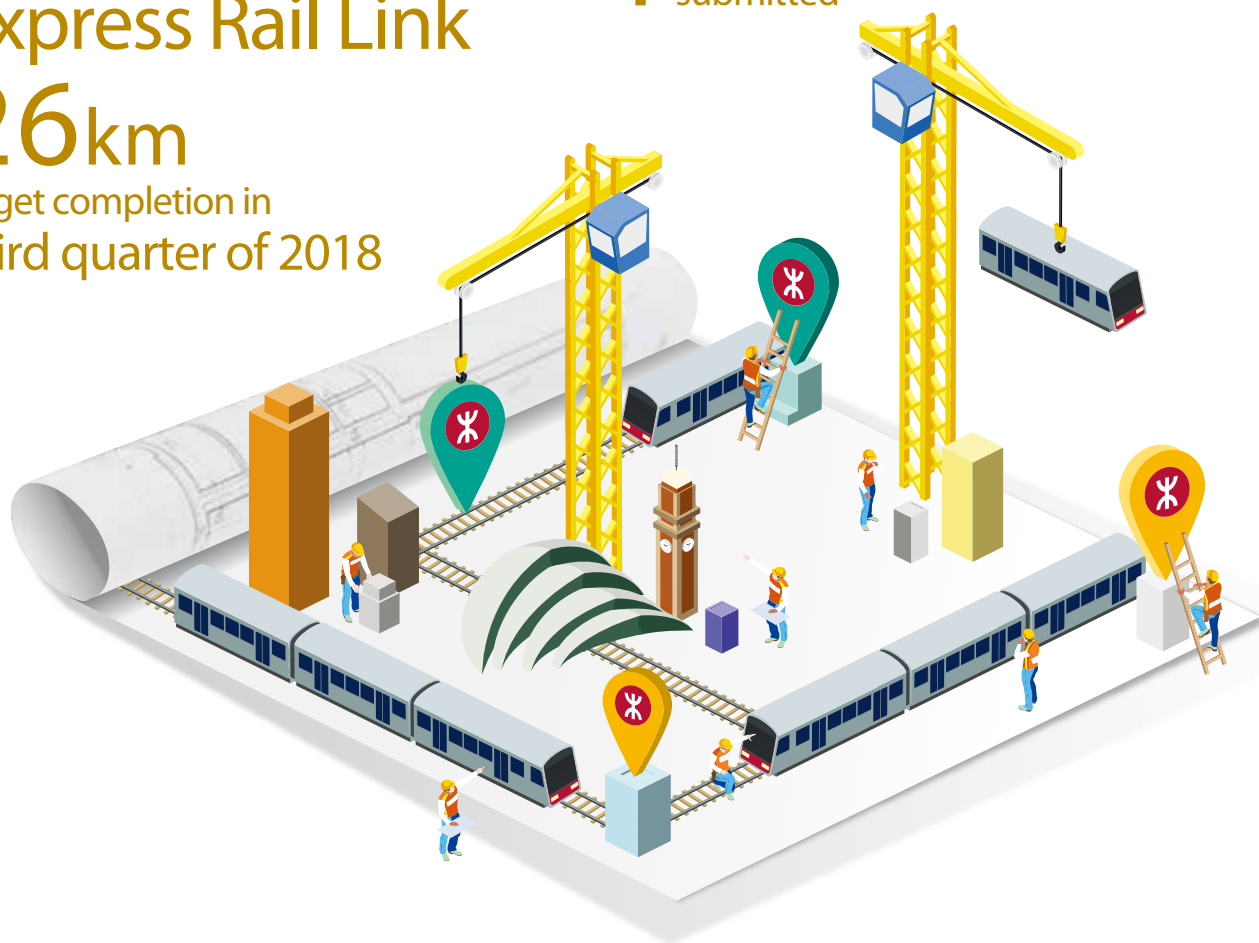 xpress Rail Link
26km
get completion in
ird quarter of 2018
submitted